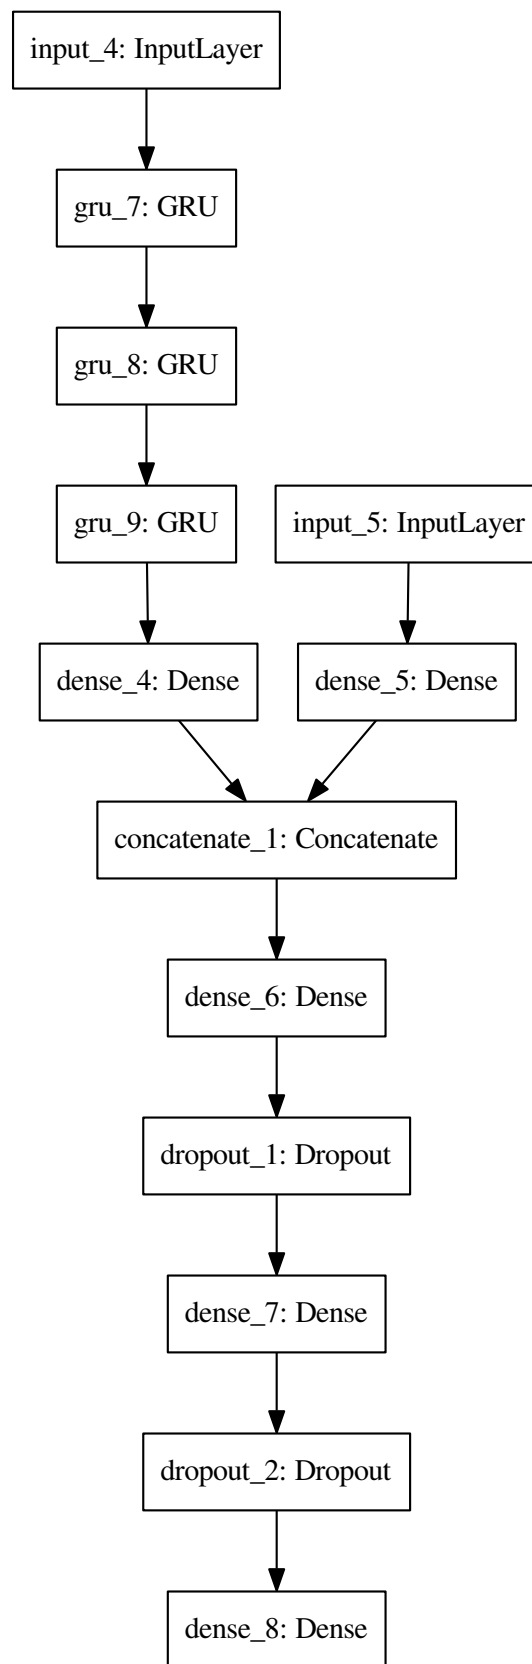 input_4: InputLayer
gru_7: GRU
gru_8: GRU
gru_9: GRU
input_5: InputLayer
dense_4: Dense
dense_5: Dense
concatenate_1: Concatenate
dense_6: Dense
dropout_1: Dropout
dense_7: Dense
dropout_2: Dropout
dense_8: Dense